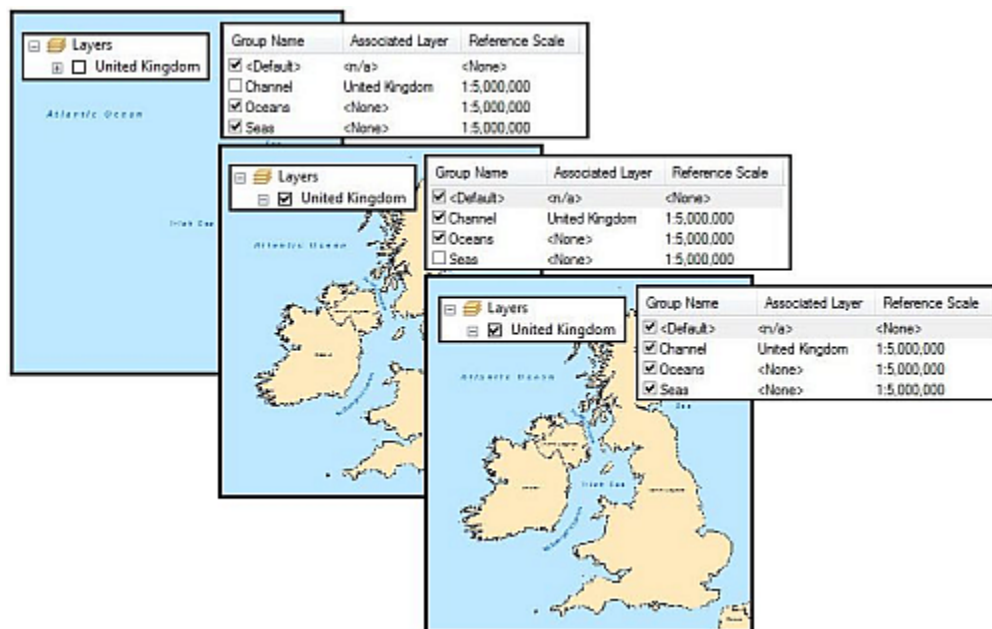 Layers
United Kingdom
Group Name Associated Layer Reference Scale
<Default> <n/a> <None>
Channel United Kingdom 1:5,000,000
Oceans <None> 1:5,000,000
Seas <None> 1:5,000,000
Atlantic Ocean
Irish Sea
Layers
United Kingdom
Group Name Associated Layer Reference Scale
<Default> <n/a> <None>
Channel United Kingdom 1:5,000,000
Oceans <None> 1:5,000,000
Seas <None> 1:5,000,000
Atlantic Ocean
Layers
United Kingdom
Group Name Associated Layer Reference Scale
<Default> <n/a> <None>
Channel United Kingdom 1:5,000,000
Oceans <None> 1:5,000,000
Seas <None> 1:5,000,000
Atlantic Ocean
Sea
Irish Sea